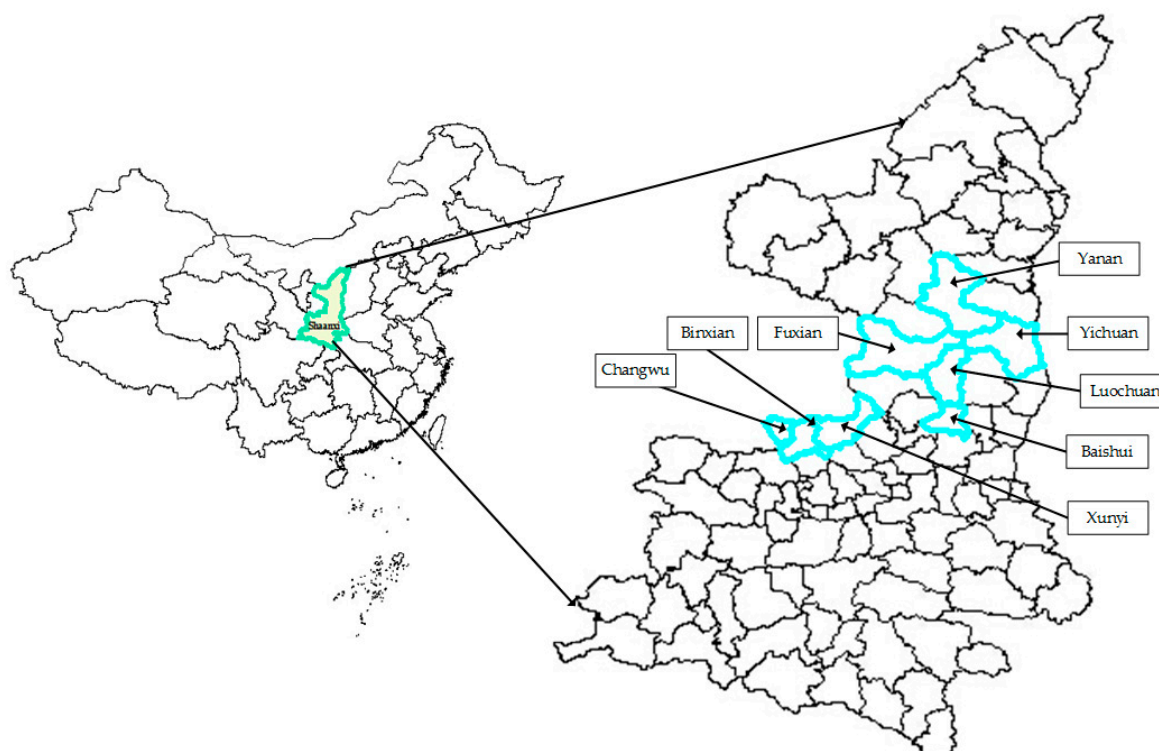 Shaanxi
Yanan
Binxian
Fuxian
Yichuan
Changwu
Luochuan
Baishui
Xunyi